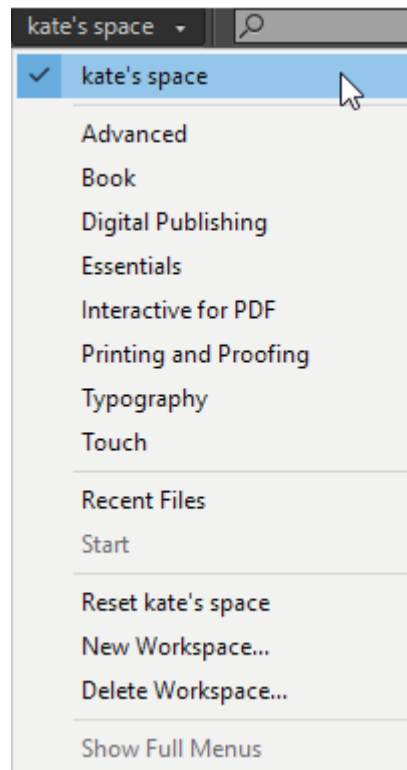 kate's space
kate's space
Advanced
Book
Digital Publishing
Essentials
Interactive for PDF
Printing and Proofing
Typography
Touch
Recent Files
Start
Reset kate's space
New Workspace...
Delete Workspace...
Show Full Menus